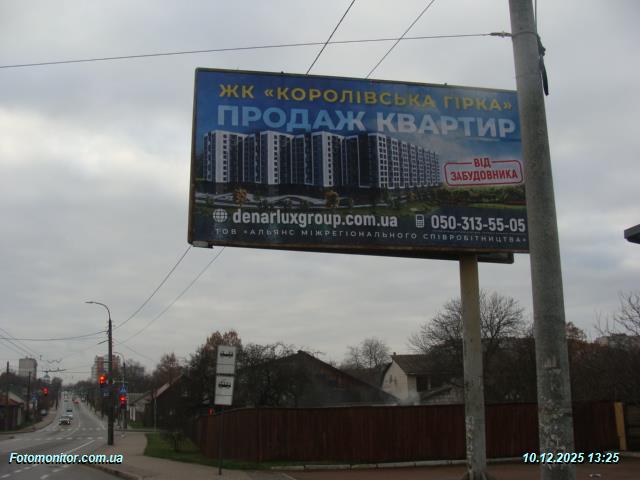 ЖК «КОРОЛІВСЬКА ГІРКА»
ПРОДАЖ КВАРТИР
ВІД
ЗАБУДОВНИКА
denarluxgroup.com.ua
050-313-55-05
ТОВ «АЛЬЯНС МІЖРЕГІОНАЛЬНОГО СПІВРОБІТНИЦТВА»
Fotomonitor.com.ua
10.12.2025 13:25